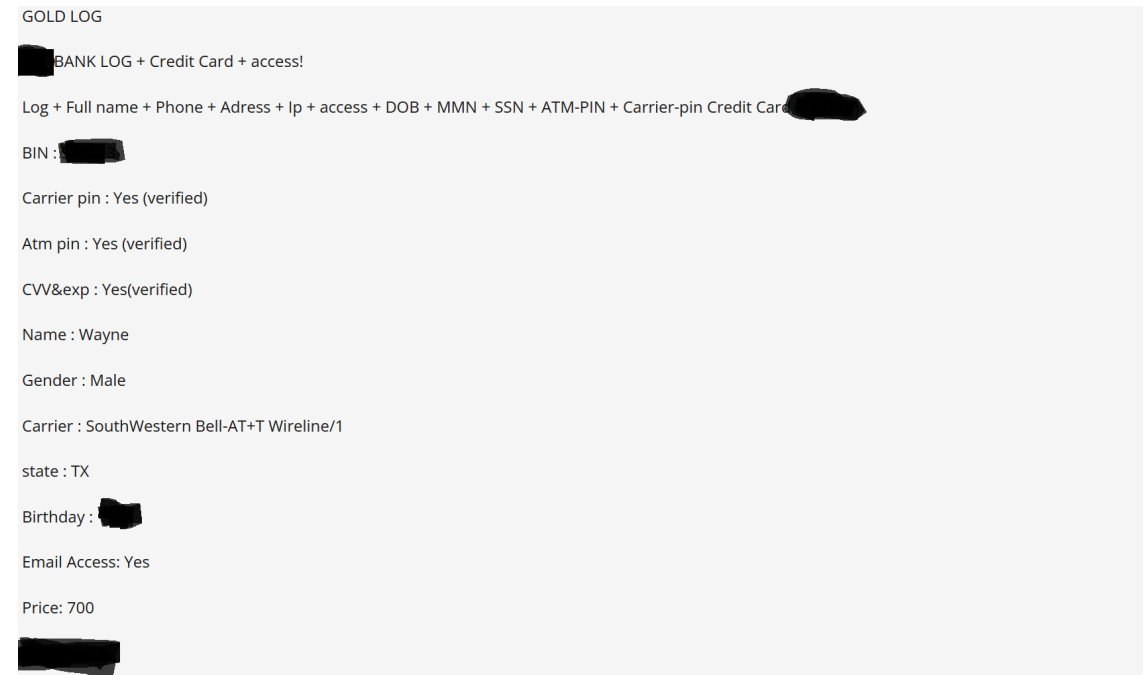 GOLD LOG
BANK LOG + Credit Card + access!
Log + Full name + Phone + Adress + Ip + access + DOB + MMN + SSN + ATM-PIN + Carrier-pin Credit Card
BIN :
Carrier pin : Yes (verified)
Atm pin : Yes (verified)
CVV&exp : Yes(verified)
Name : Wayne
Gender : Male
Carrier : SouthWestern Bell-AT+T Wireline/1
state : TX
Birthday :
Email Access: Yes
Price: 700